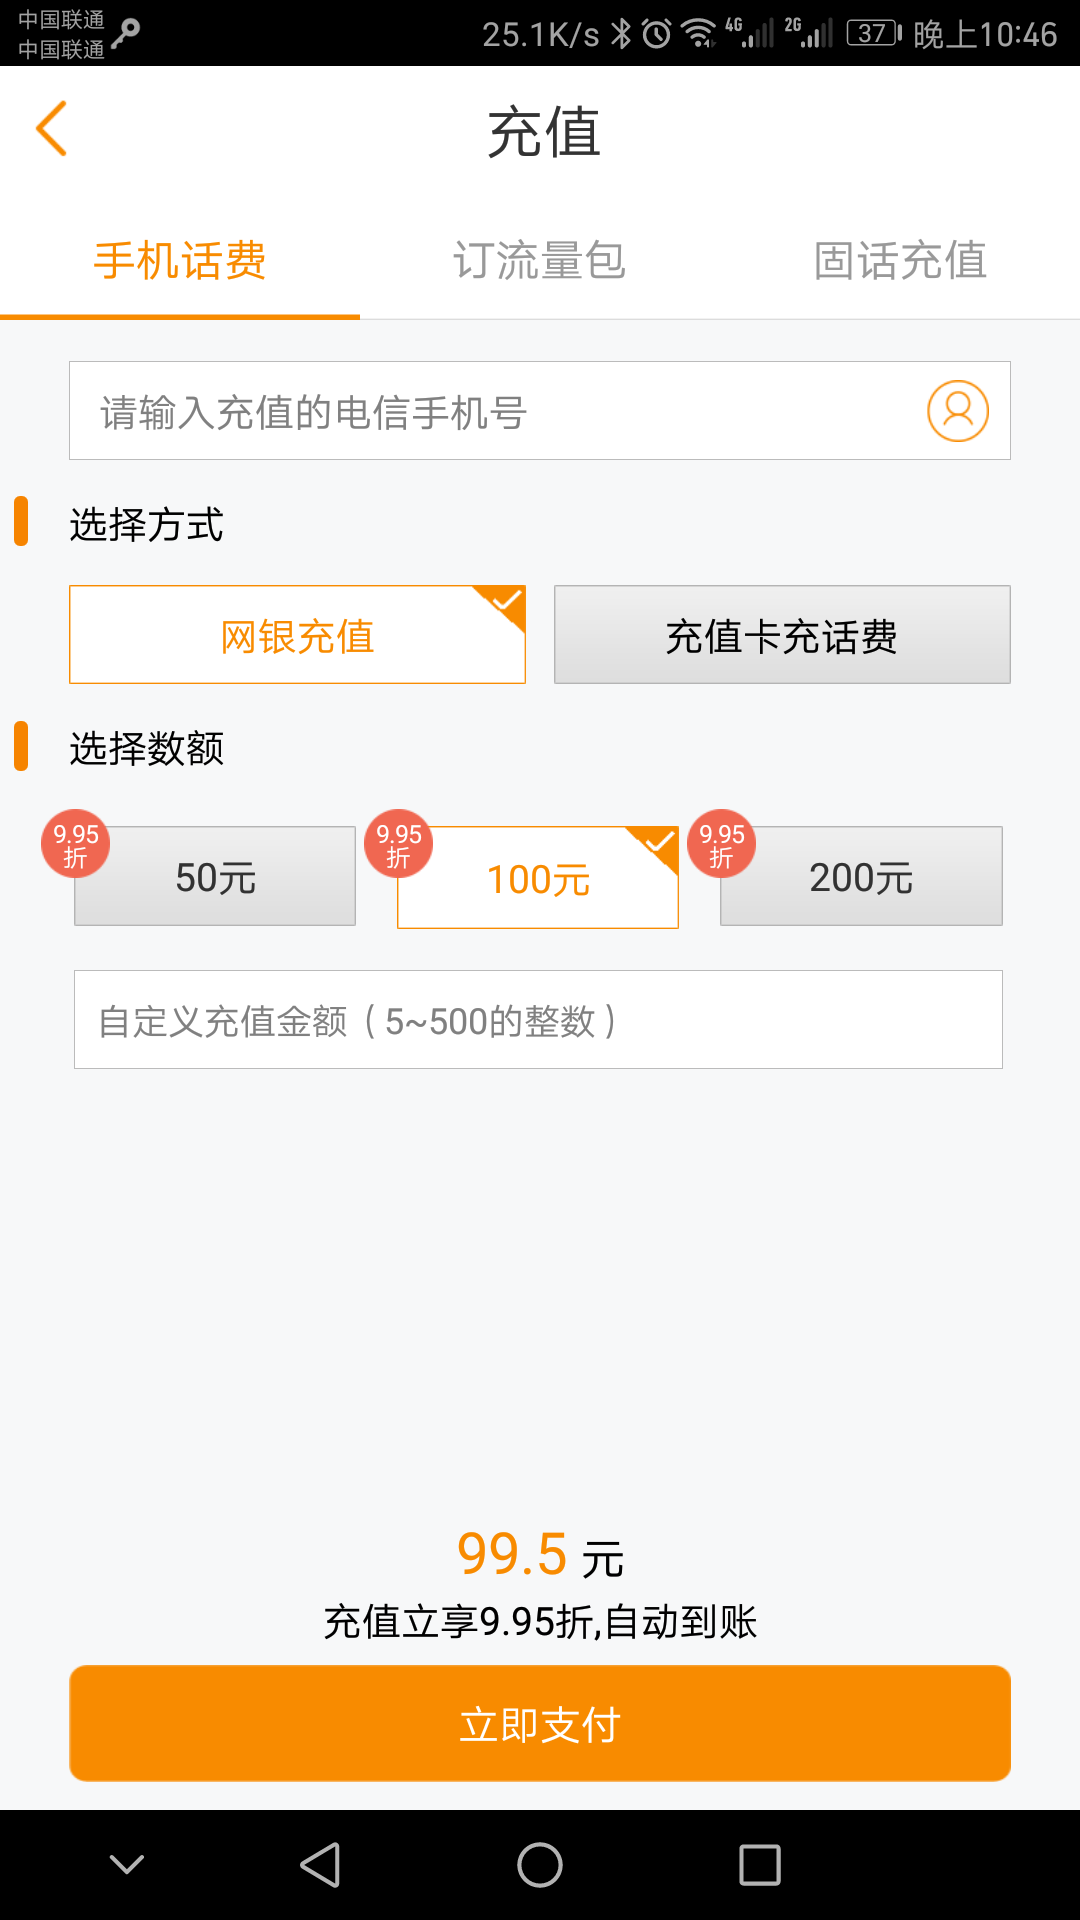 中国联通
中国联通
25.1K/s 4G 2G 37 晚上10:46
充值
手机话费 订流量包 固话充值
请输入充值的电信手机号
选择方式
网银充值 充值卡充话费
选择数额
9.95折 50元 9.95折 100元 9.95折 200元
自定义充值金额（5~500的整数）
99.5 元
充值立享9.95折,自动到账
立即支付